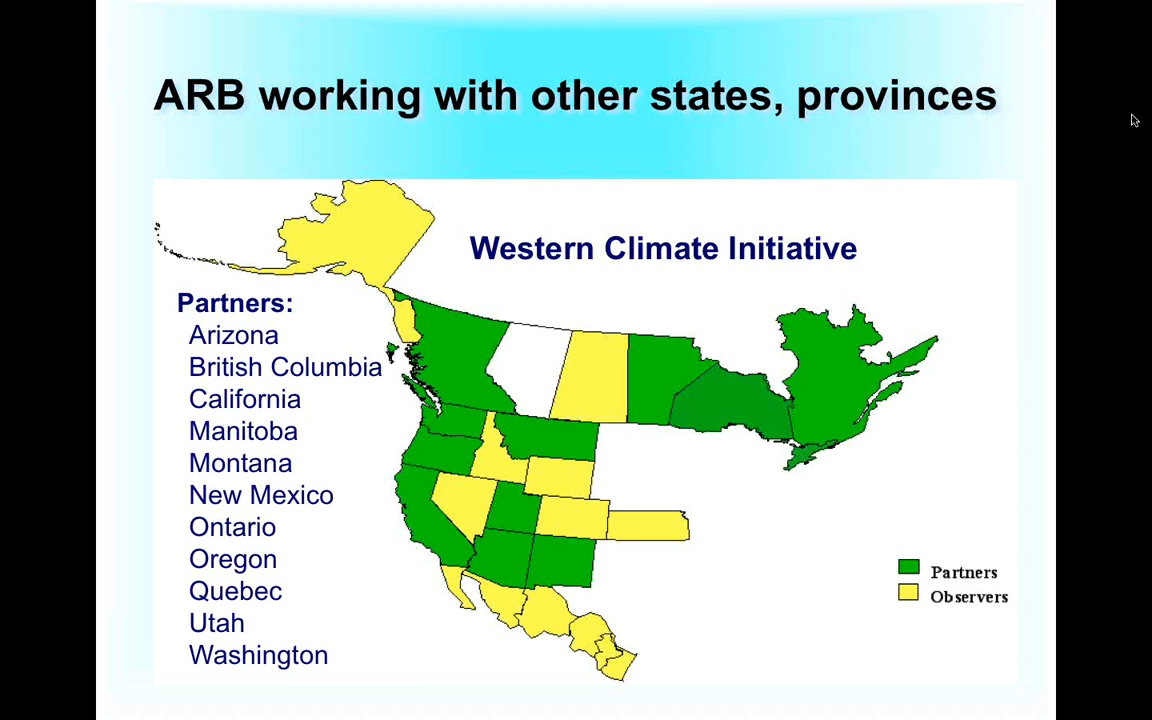 ARB working with other states, provinces
Western Climate Initiative
Partners:
Arizona
British Columbia
California
Manitoba
Montana
New Mexico
Ontario
Oregon
Quebec
Utah
Washington
Partners
Observers